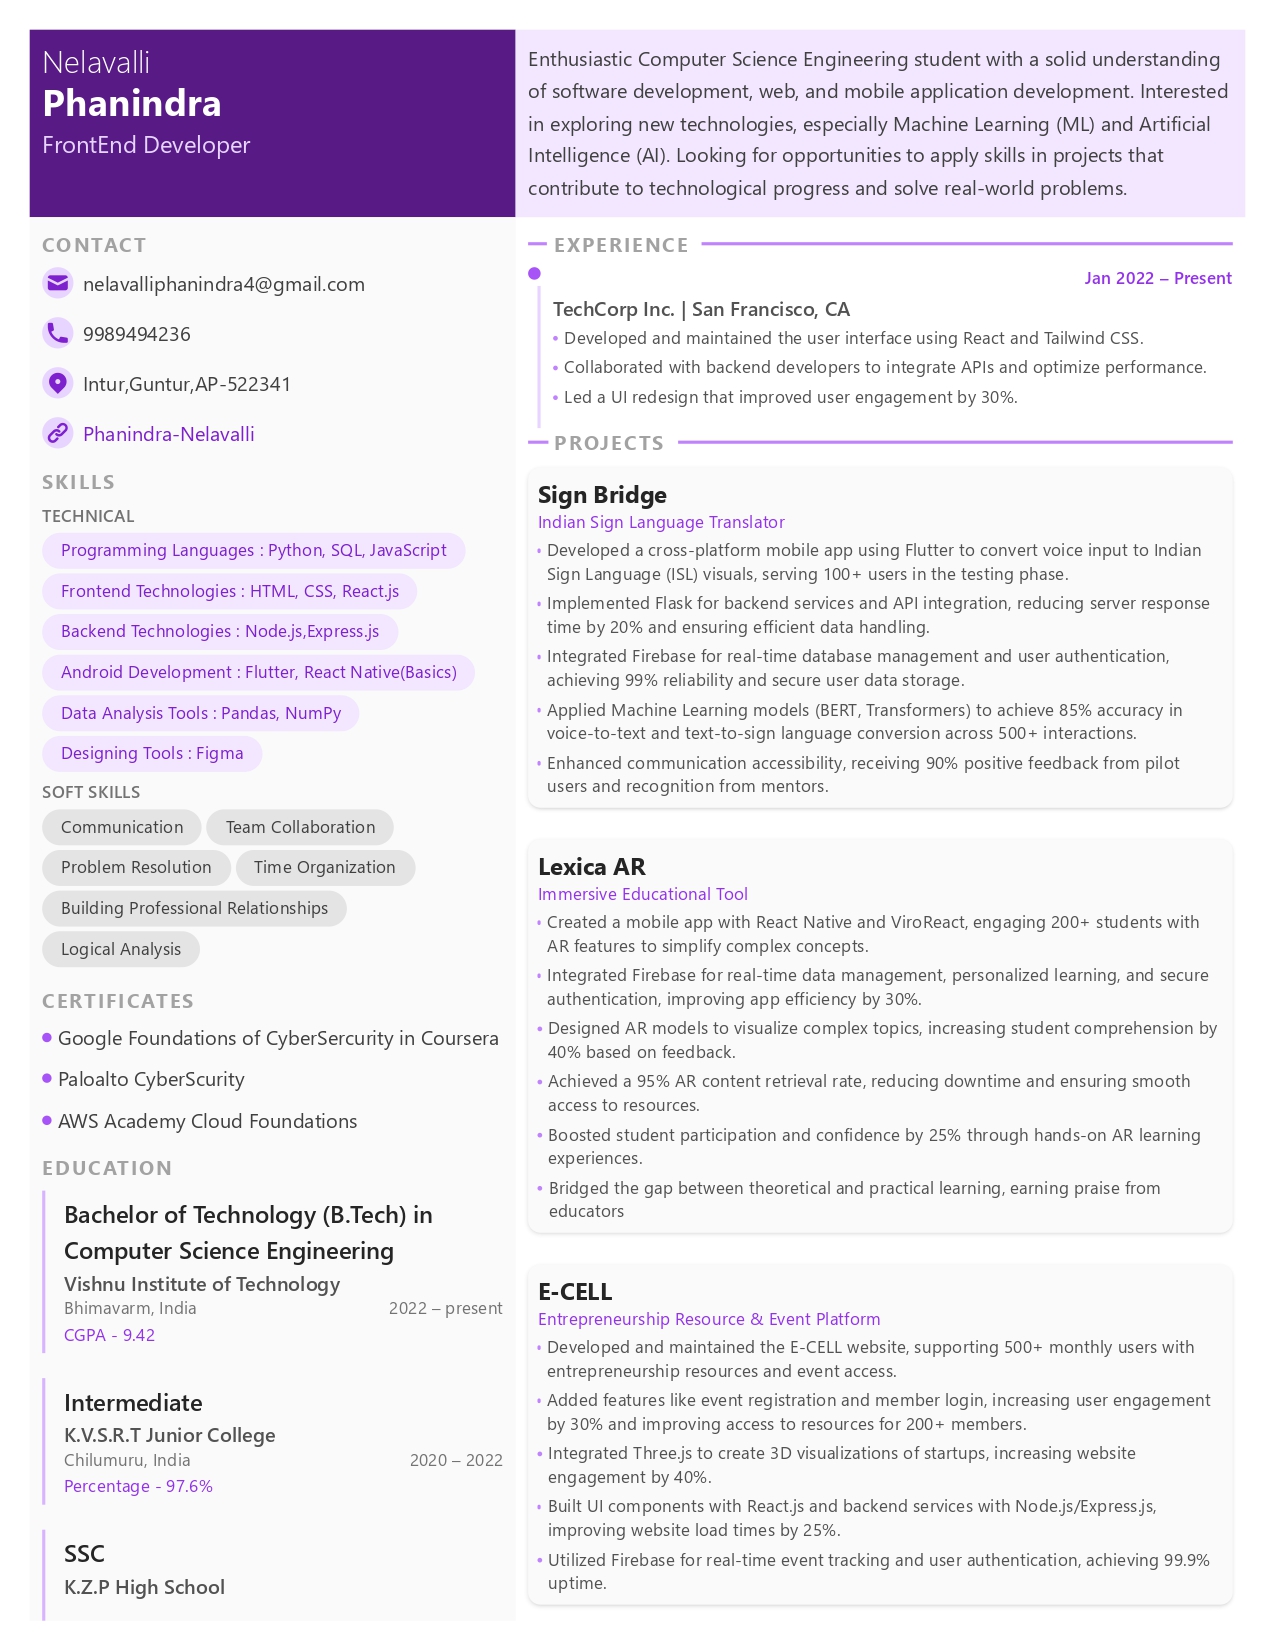 Nelavalli
Phanindra
FrontEnd Developer
Enthusiastic Computer Science Engineering student with a solid understanding
of software development, web, and mobile application development. Interested
in exploring new technologies, especially Machine Learning (ML) and Artificial
Intelligence (AI). Looking for opportunities to apply skills in projects that
contribute to technological progress and solve real-world problems.
CONTACT
nelavalliphanindra4@gmail.com
9989494236
Intur,Guntur,AP-522341
Phanindra-Nelavalli
SKILLS
TECHNICAL
Programming Languages : Python, SQL, JavaScript
Frontend Technologies : HTML, CSS, React.js
Backend Technologies : Node.js,Express.js
Android Development : Flutter, React Native(Basics)
Data Analysis Tools : Pandas, NumPy
Designing Tools : Figma
SOFT SKILLS
Communication
Team Collaboration
Problem Resolution
Time Organization
Building Professional Relationships
Logical Analysis
CERTIFICATES
Google Foundations of CyberSercurity in Coursera
Paloalto CyberScurity
AWS Academy Cloud Foundations
EDUCATION
Bachelor of Technology (B.Tech) in
Computer Science Engineering
Vishnu Institute of Technology
Bhimavarm, India 2022 – present
CGPA - 9.42
Intermediate
K.V.S.R.T Junior College
Chilumuru, India 2020 – 2022
Percentage - 97.6%
SSC
K.Z.P High School
EXPERIENCE
Jan 2022 – Present
TechCorp Inc. | San Francisco, CA
• Developed and maintained the user interface using React and Tailwind CSS.
• Collaborated with backend developers to integrate APIs and optimize performance.
• Led a UI redesign that improved user engagement by 30%.
PROJECTS
Sign Bridge
Indian Sign Language Translator
• Developed a cross-platform mobile app using Flutter to convert voice input to Indian
Sign Language (ISL) visuals, serving 100+ users in the testing phase.
• Implemented Flask for backend services and API integration, reducing server response
time by 20% and ensuring efficient data handling.
• Integrated Firebase for real-time database management and user authentication,
achieving 99% reliability and secure user data storage.
• Applied Machine Learning models (BERT, Transformers) to achieve 85% accuracy in
voice-to-text and text-to-sign language conversion across 500+ interactions.
• Enhanced communication accessibility, receiving 90% positive feedback from pilot
users and recognition from mentors.
Lexica AR
Immersive Educational Tool
• Created a mobile app with React Native and ViroReact, engaging 200+ students with
AR features to simplify complex concepts.
• Integrated Firebase for real-time data management, personalized learning, and secure
authentication, improving app efficiency by 30%.
• Designed AR models to visualize complex topics, increasing student comprehension by
40% based on feedback.
• Achieved a 95% AR content retrieval rate, reducing downtime and ensuring smooth
access to resources.
• Boosted student participation and confidence by 25% through hands-on AR learning
experiences.
• Bridged the gap between theoretical and practical learning, earning praise from
educators
E-CELL
Entrepreneurship Resource & Event Platform
• Developed and maintained the E-CELL website, supporting 500+ monthly users with
entrepreneurship resources and event access.
• Added features like event registration and member login, increasing user engagement
by 30% and improving access to resources for 200+ members.
• Integrated Three.js to create 3D visualizations of startups, increasing website
engagement by 40%.
• Built UI components with React.js and backend services with Node.js/Express.js,
improving website load times by 25%.
• Utilized Firebase for real-time event tracking and user authentication, achieving 99.9%
uptime.